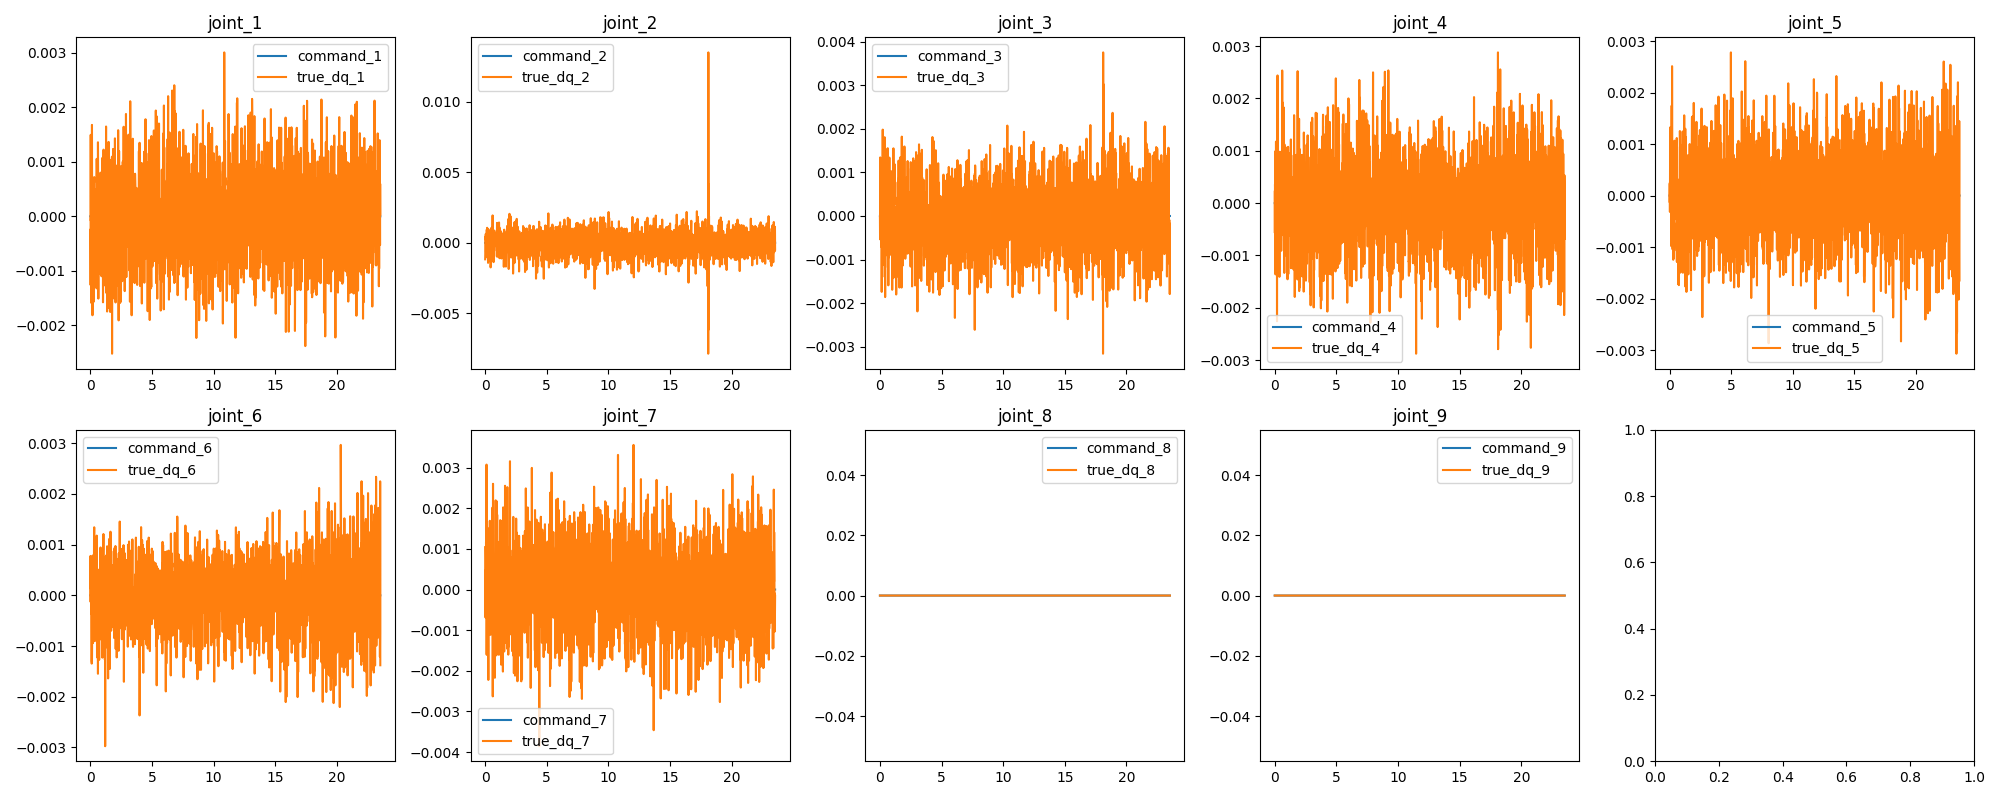 joint_1
0.003
0.002
0.001
0.000
−0.001
−0.002
0 5 10 15 20
command_1
true_dq_1
joint_2
0.010
0.005
0.000
−0.005
0 5 10 15 20
command_2
true_dq_2
joint_3
0.004
0.003
0.002
0.001
0.000
−0.001
−0.002
−0.003
0 5 10 15 20
command_3
true_dq_3
joint_4
0.003
0.002
0.001
0.000
−0.001
−0.002
−0.003
0 5 10 15 20
command_4
true_dq_4
joint_5
0.003
0.002
0.001
0.000
−0.001
−0.002
−0.003
0 5 10 15 20
command_5
true_dq_5
joint_6
0.003
0.002
0.001
0.000
−0.001
−0.002
−0.003
0 5 10 15 20
command_6
true_dq_6
joint_7
0.003
0.002
0.001
0.000
−0.001
−0.002
−0.003
−0.004
0 5 10 15 20
command_7
true_dq_7
joint_8
0.04
0.02
0.00
−0.02
−0.04
0 5 10 15 20
command_8
true_dq_8
joint_9
0.04
0.02
0.00
−0.02
−0.04
0 5 10 15 20
command_9
true_dq_9
1.0
0.8
0.6
0.4
0.2
0.0
0.0 0.2 0.4 0.6 0.8 1.0